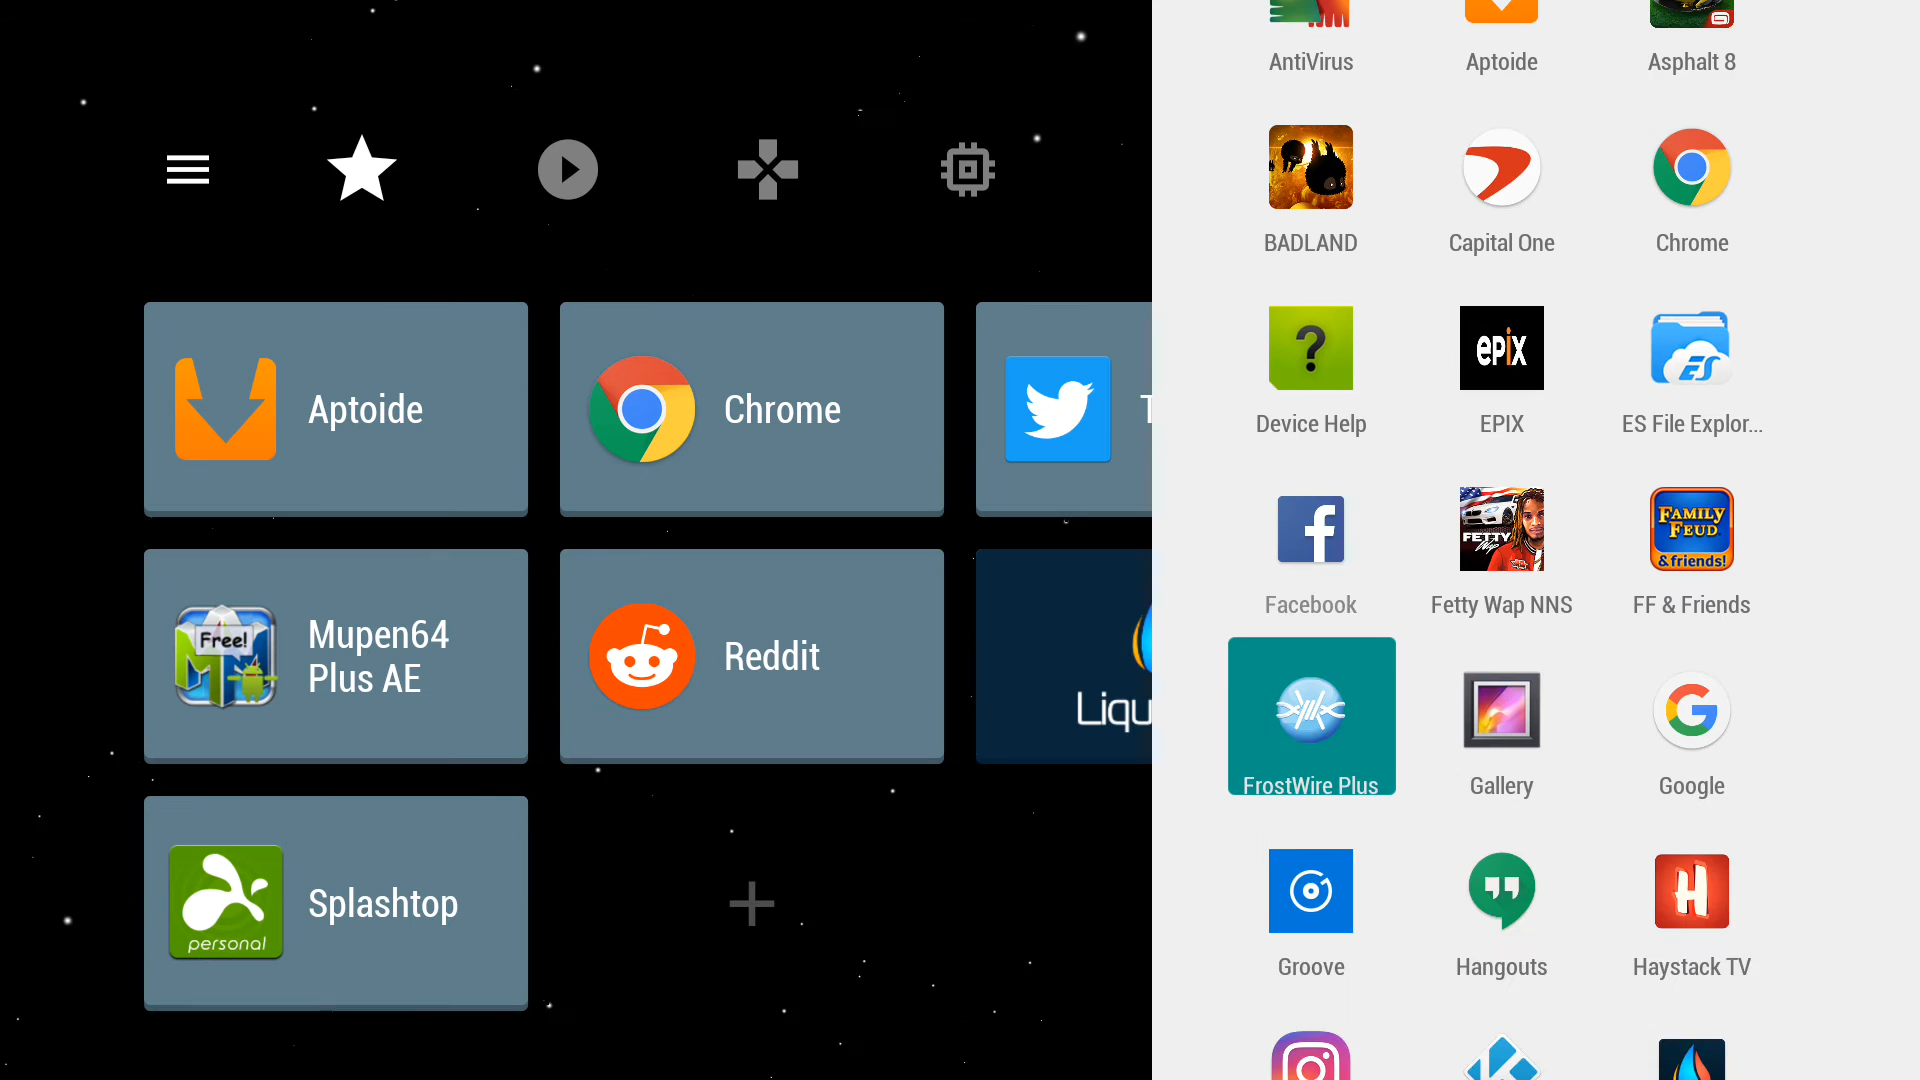 Aptoide
Chrome
T
Free!
Mupen64
Plus AE
Reddit
Liqu
personal
Splashtop
AntiVirus
Aptoide
Asphalt 8
BADLAND
Capital One
Chrome
?
epix
ES
Device Help
EPIX
ES File Explor...
FETTY
Wap
FAMILY
FEUD
& friends!
Facebook
Fetty Wap NNS
FF & Friends
FrostWire Plus
Gallery
Google
Groove
Hangouts
Haystack TV